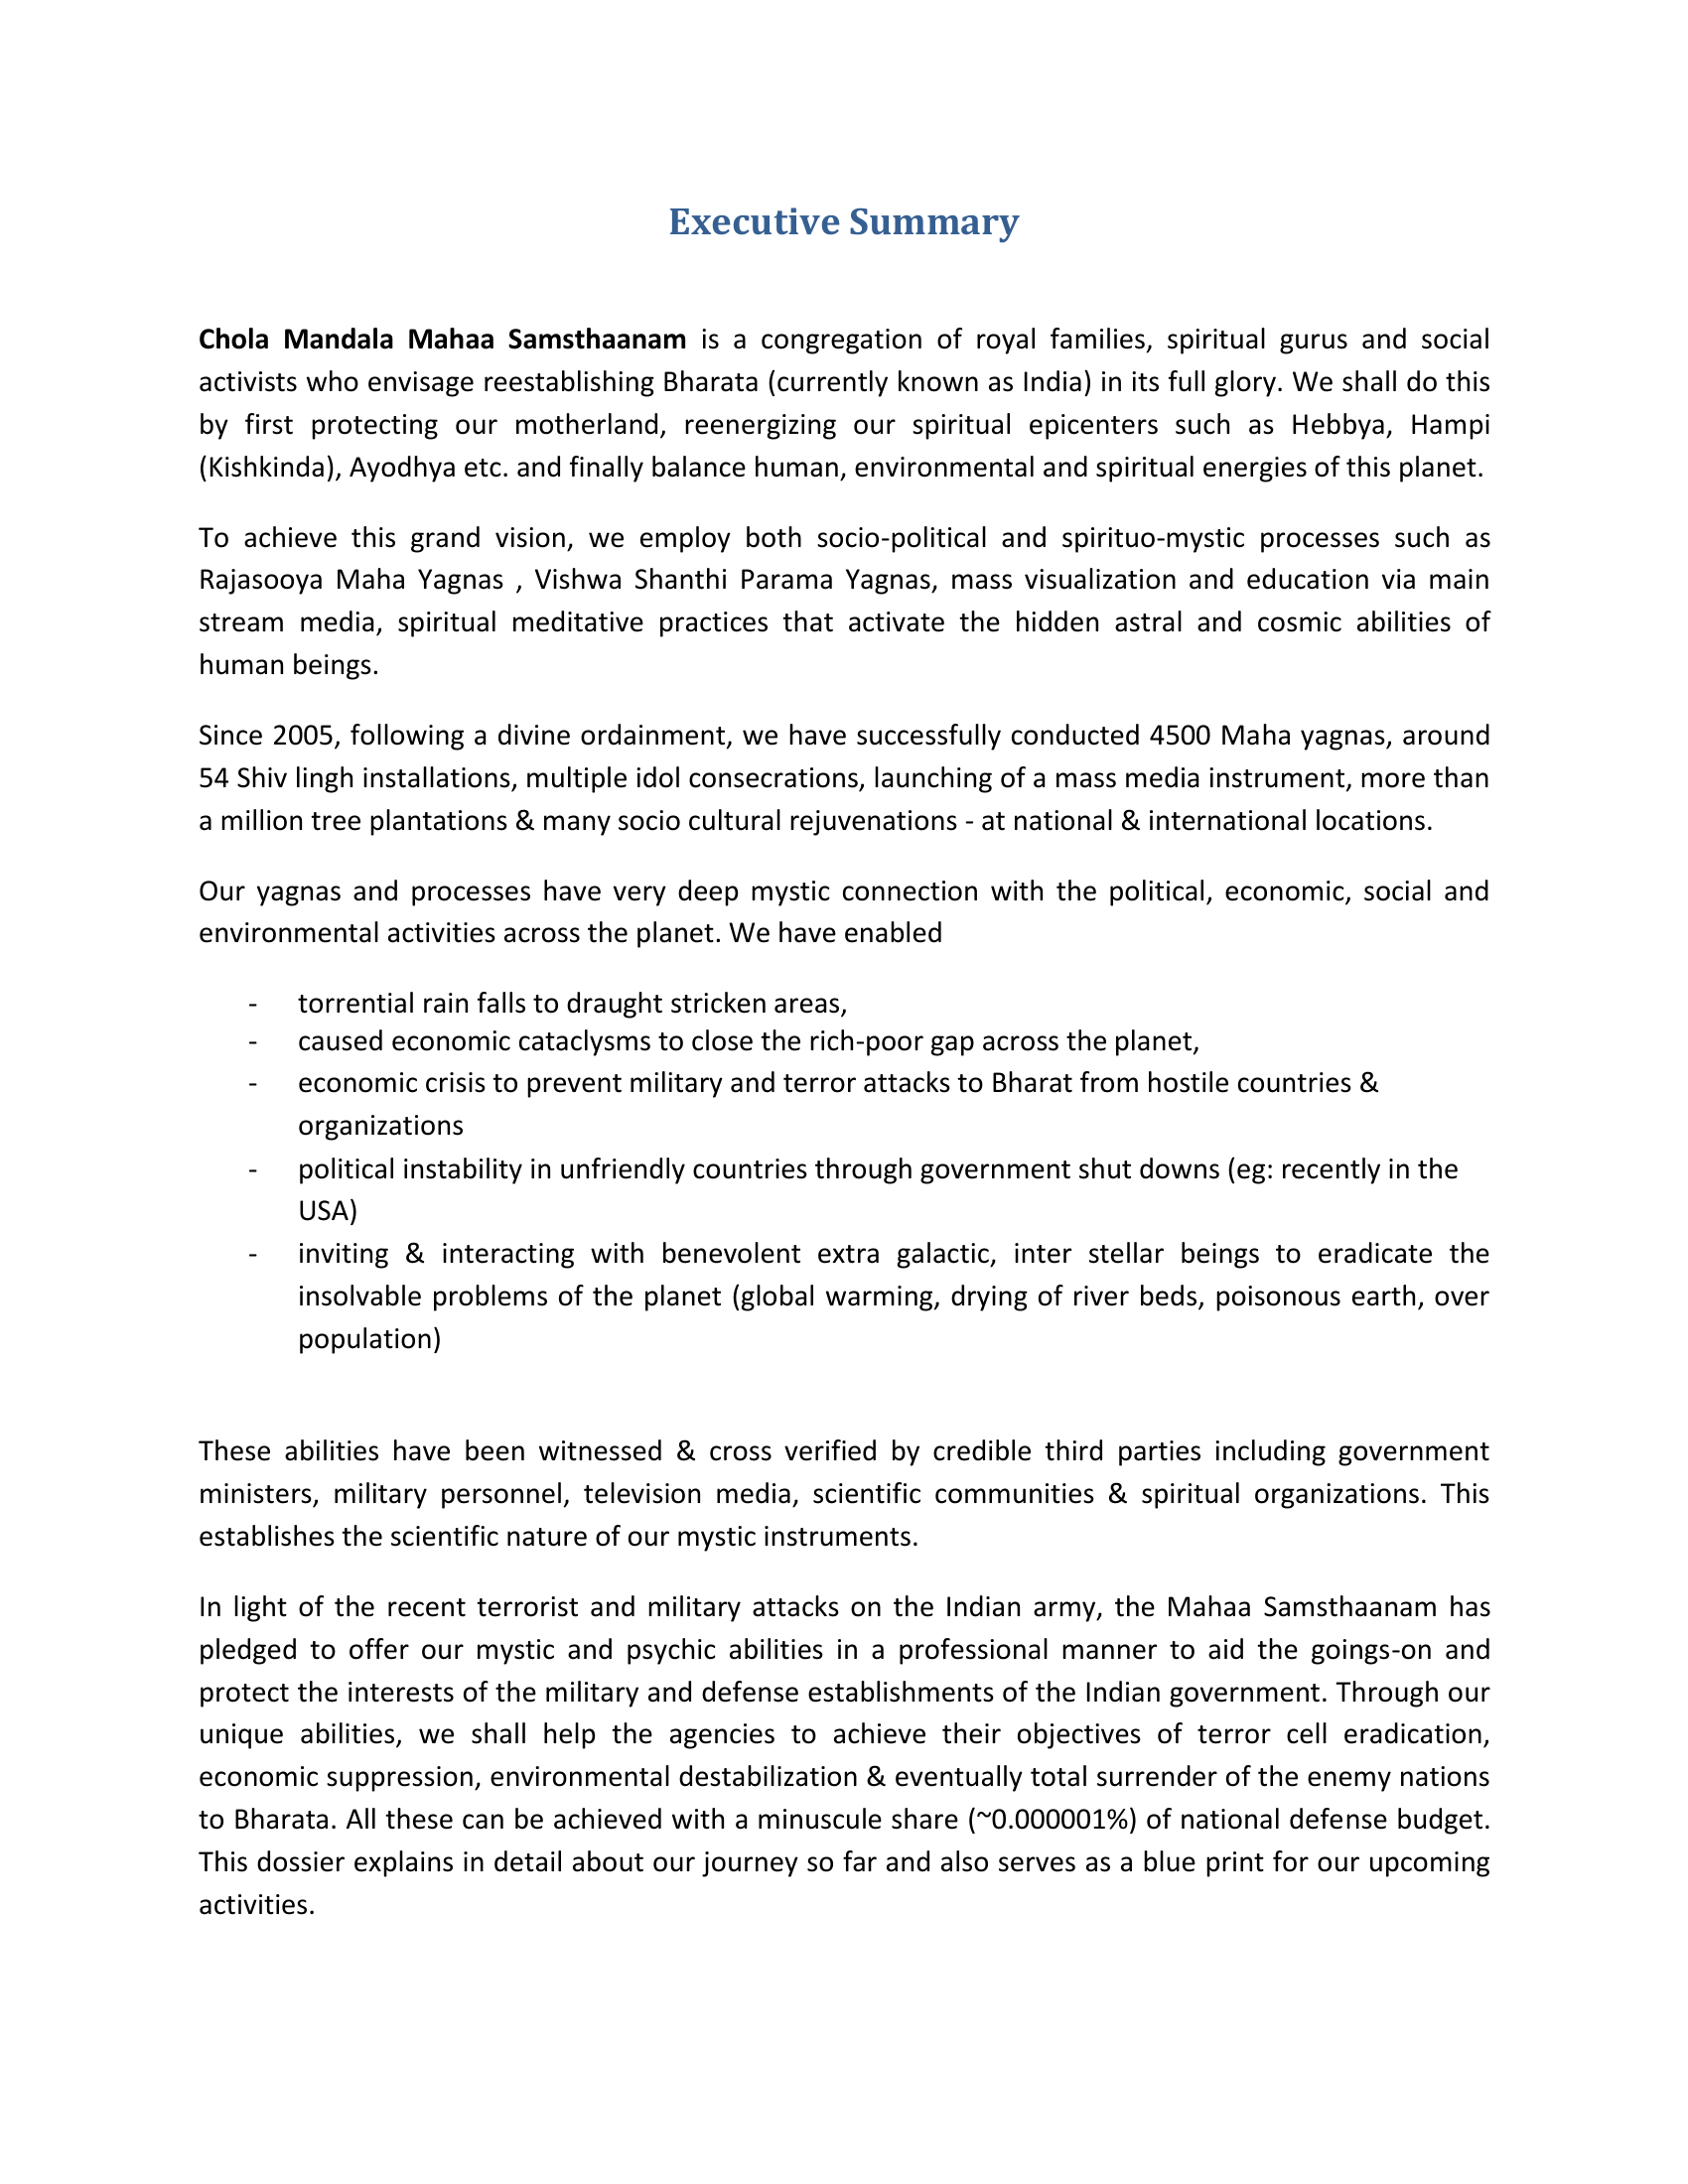 Executive Summary
Chola Mandala Mahaa Samsthaanam is a congregation of royal families, spiritual gurus and social
activists who envisage reestablishing Bharata (currently known as India) in its full glory. We shall do this
by first protecting our motherland, reenergizing our spiritual epicenters such as Hebbya, Hampi
(Kishkinda), Ayodhya etc. and finally balance human, environmental and spiritual energies of this planet.
To achieve this grand vision, we employ both socio-political and spirituo-mystic processes such as
Rajasooya Maha Yagnas , Vishwa Shanthi Parama Yagnas, mass visualization and education via main
stream media, spiritual meditative practices that activate the hidden astral and cosmic abilities of
human beings.
Since 2005, following a divine ordainment, we have successfully conducted 4500 Maha yagnas, around
54 Shiv lingh installations, multiple idol consecrations, launching of a mass media instrument, more than
a million tree plantations & many socio cultural rejuvenations - at national & international locations.
Our yagnas and processes have very deep mystic connection with the political, economic, social and
environmental activities across the planet. We have enabled
- torrential rain falls to draught stricken areas,
- caused economic cataclysms to close the rich-poor gap across the planet,
- economic crisis to prevent military and terror attacks to Bharat from hostile countries &
organizations
- political instability in unfriendly countries through government shut downs (eg: recently in the
USA)
- inviting & interacting with benevolent extra galactic, inter stellar beings to eradicate the
insolvable problems of the planet (global warming, drying of river beds, poisonous earth, over
population)
These abilities have been witnessed & cross verified by credible third parties including government
ministers, military personnel, television media, scientific communities & spiritual organizations. This
establishes the scientific nature of our mystic instruments.
In light of the recent terrorist and military attacks on the Indian army, the Mahaa Samsthaanam has
pledged to offer our mystic and psychic abilities in a professional manner to aid the goings-on and
protect the interests of the military and defense establishments of the Indian government. Through our
unique abilities, we shall help the agencies to achieve their objectives of terror cell eradication,
economic suppression, environmental destabilization & eventually total surrender of the enemy nations
to Bharata. All these can be achieved with a minuscule share (~0.000001%) of national defense budget.
This dossier explains in detail about our journey so far and also serves as a blue print for our upcoming
activities.